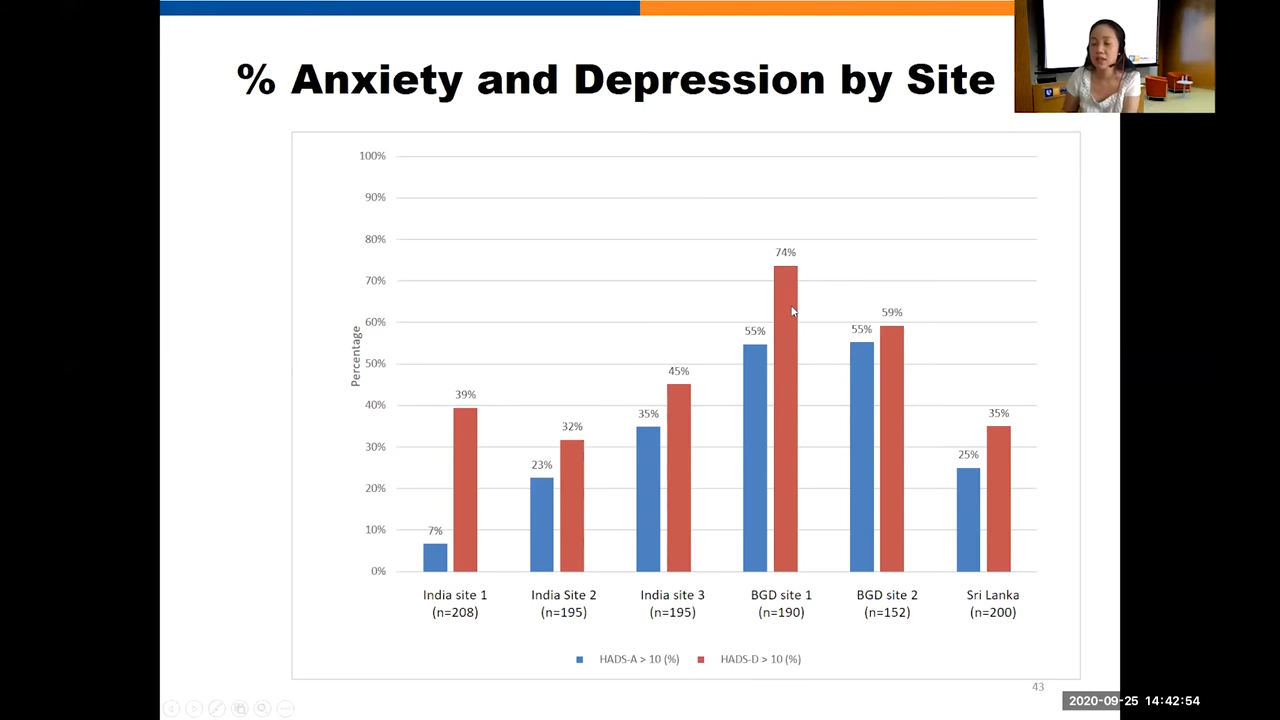 % Anxiety and Depression by Site
100%
90%
80%
70%
60%
50%
40%
30%
20%
10%
0%
Percentage
7%
39%
23%
32%
35%
45%
55%
74%
55%
59%
25%
35%
India site 1
(n=208)
India Site 2
(n=195)
India site 3
(n=195)
BGD site 1
(n=190)
BGD site 2
(n=152)
Sri Lanka
(n=200)
HADS-A > 10 (%) HADS-D > 10 (%)
43
2020-09-25 14:42:54